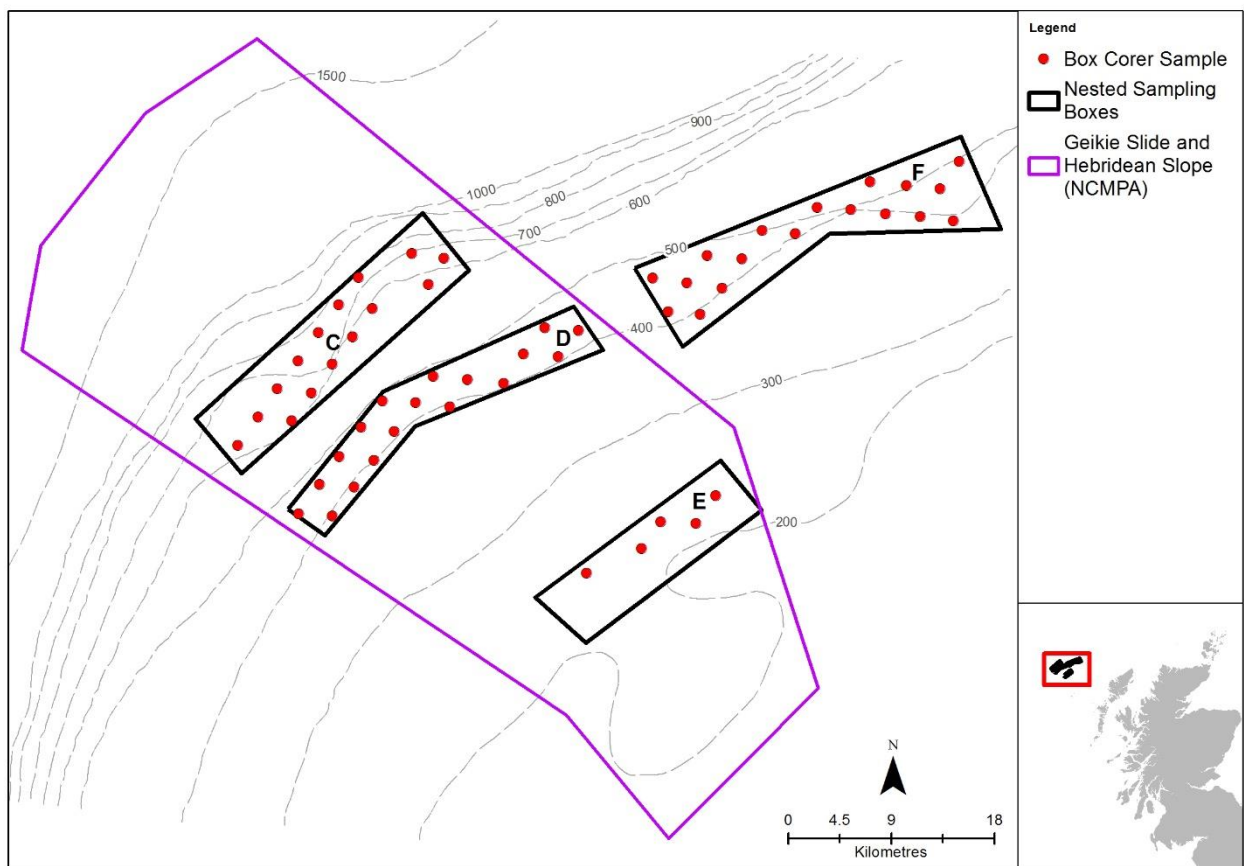 1500
900
1000
800
600
700
F
500
C
D
400
300
E
200
N
0 4.5 9 18
Kilometres
Legend
Box Corer Sample
Nested Sampling
Boxes
Geikie Slide and
Hebridean Slope
(NCMPA)